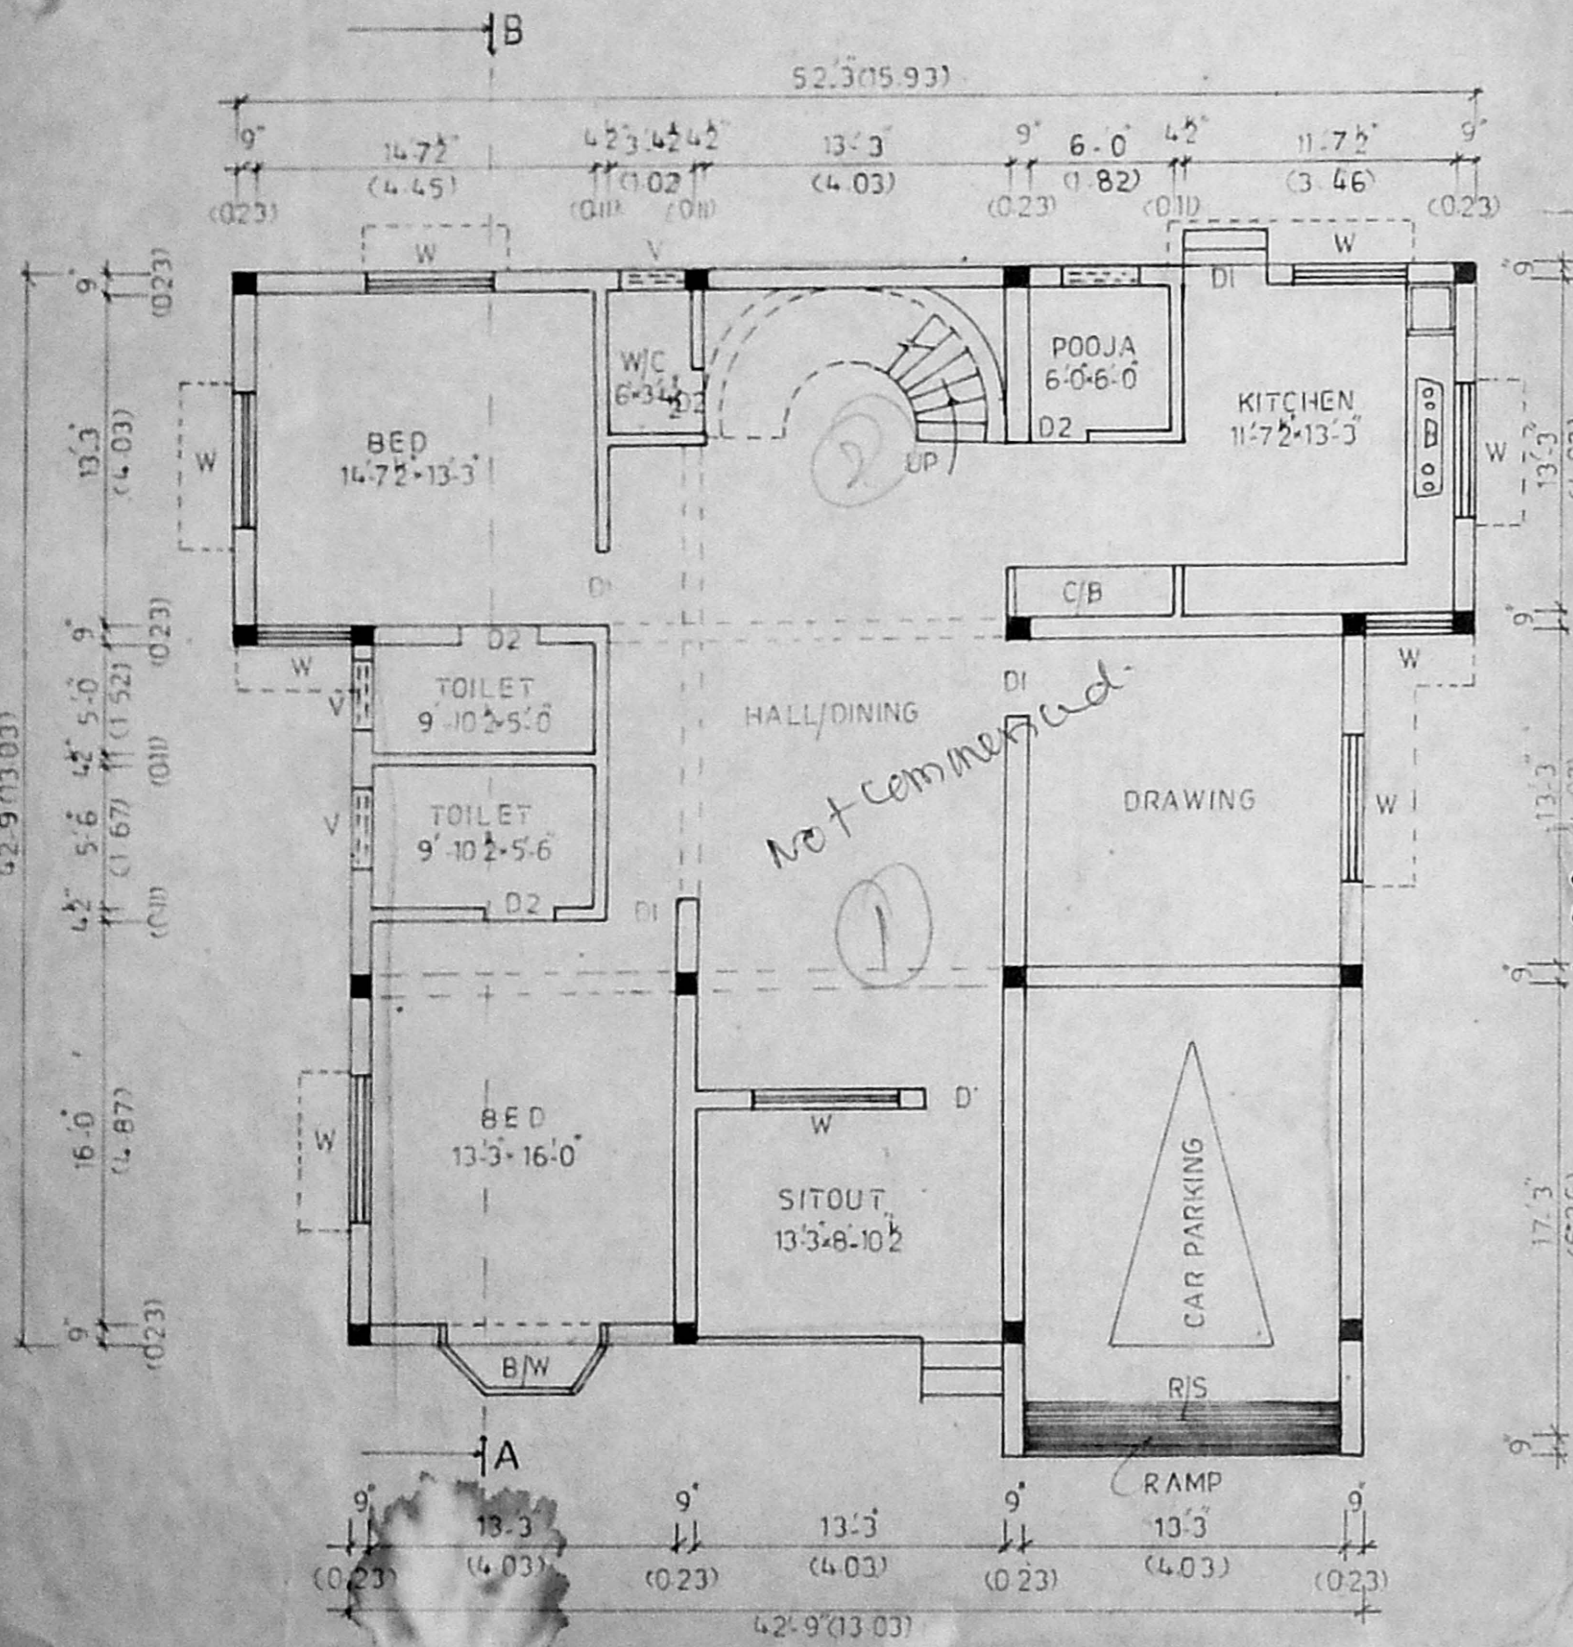 B
52'3"(15.93)
9" 14'-7½" 4½" 3'-4½" 4½" 13'-3" 9" 6'-0" 4½" 11'-7½" 9"
(0.23) (4.45) (0.11) (1.02) (0.11) (4.03) (0.23) (1.82) (0.11) (3.46) (0.23)
W V W
D1
9" (0.23)
W/C
6'×3'4½"
D2
POOJA
6'-0"×6'-0"
D2
KITCHEN
11'-7½"×13'-3"
BED
14'-7½"×13'-3"
W
13'.3"
(4.03)
W
13'-3"
2
UP
D1
C/B
9" (0.23)
9"
D2
W
W
TOILET
9'-10½"×5'-0"
V
5'-0" (1.52)
HALL/DINING
D1
Not commersicad.
4½" (0.11)
42'-9"(13.03)
TOILET
9'-10½"×5'-6"
V
5'-6" (1.67)
DRAWING
W
13'-3"
D2
D1
4½" (0.11)
1
9"
W
D'
BED
13'-3"×16'-0"
W
16'-0"
(4.87)
SITOUT
13'-3"×8'-10½"
CAR PARKING
17'-3"
9" (0.23)
B/W
R/S
9"
A
RAMP
9" 13'-3" 9" 13'-3" 9" 13'-3" 9"
(0.23) (4.03) (0.23) (4.03) (0.23) (4.03) (0.23)
42'-9"(13.03)